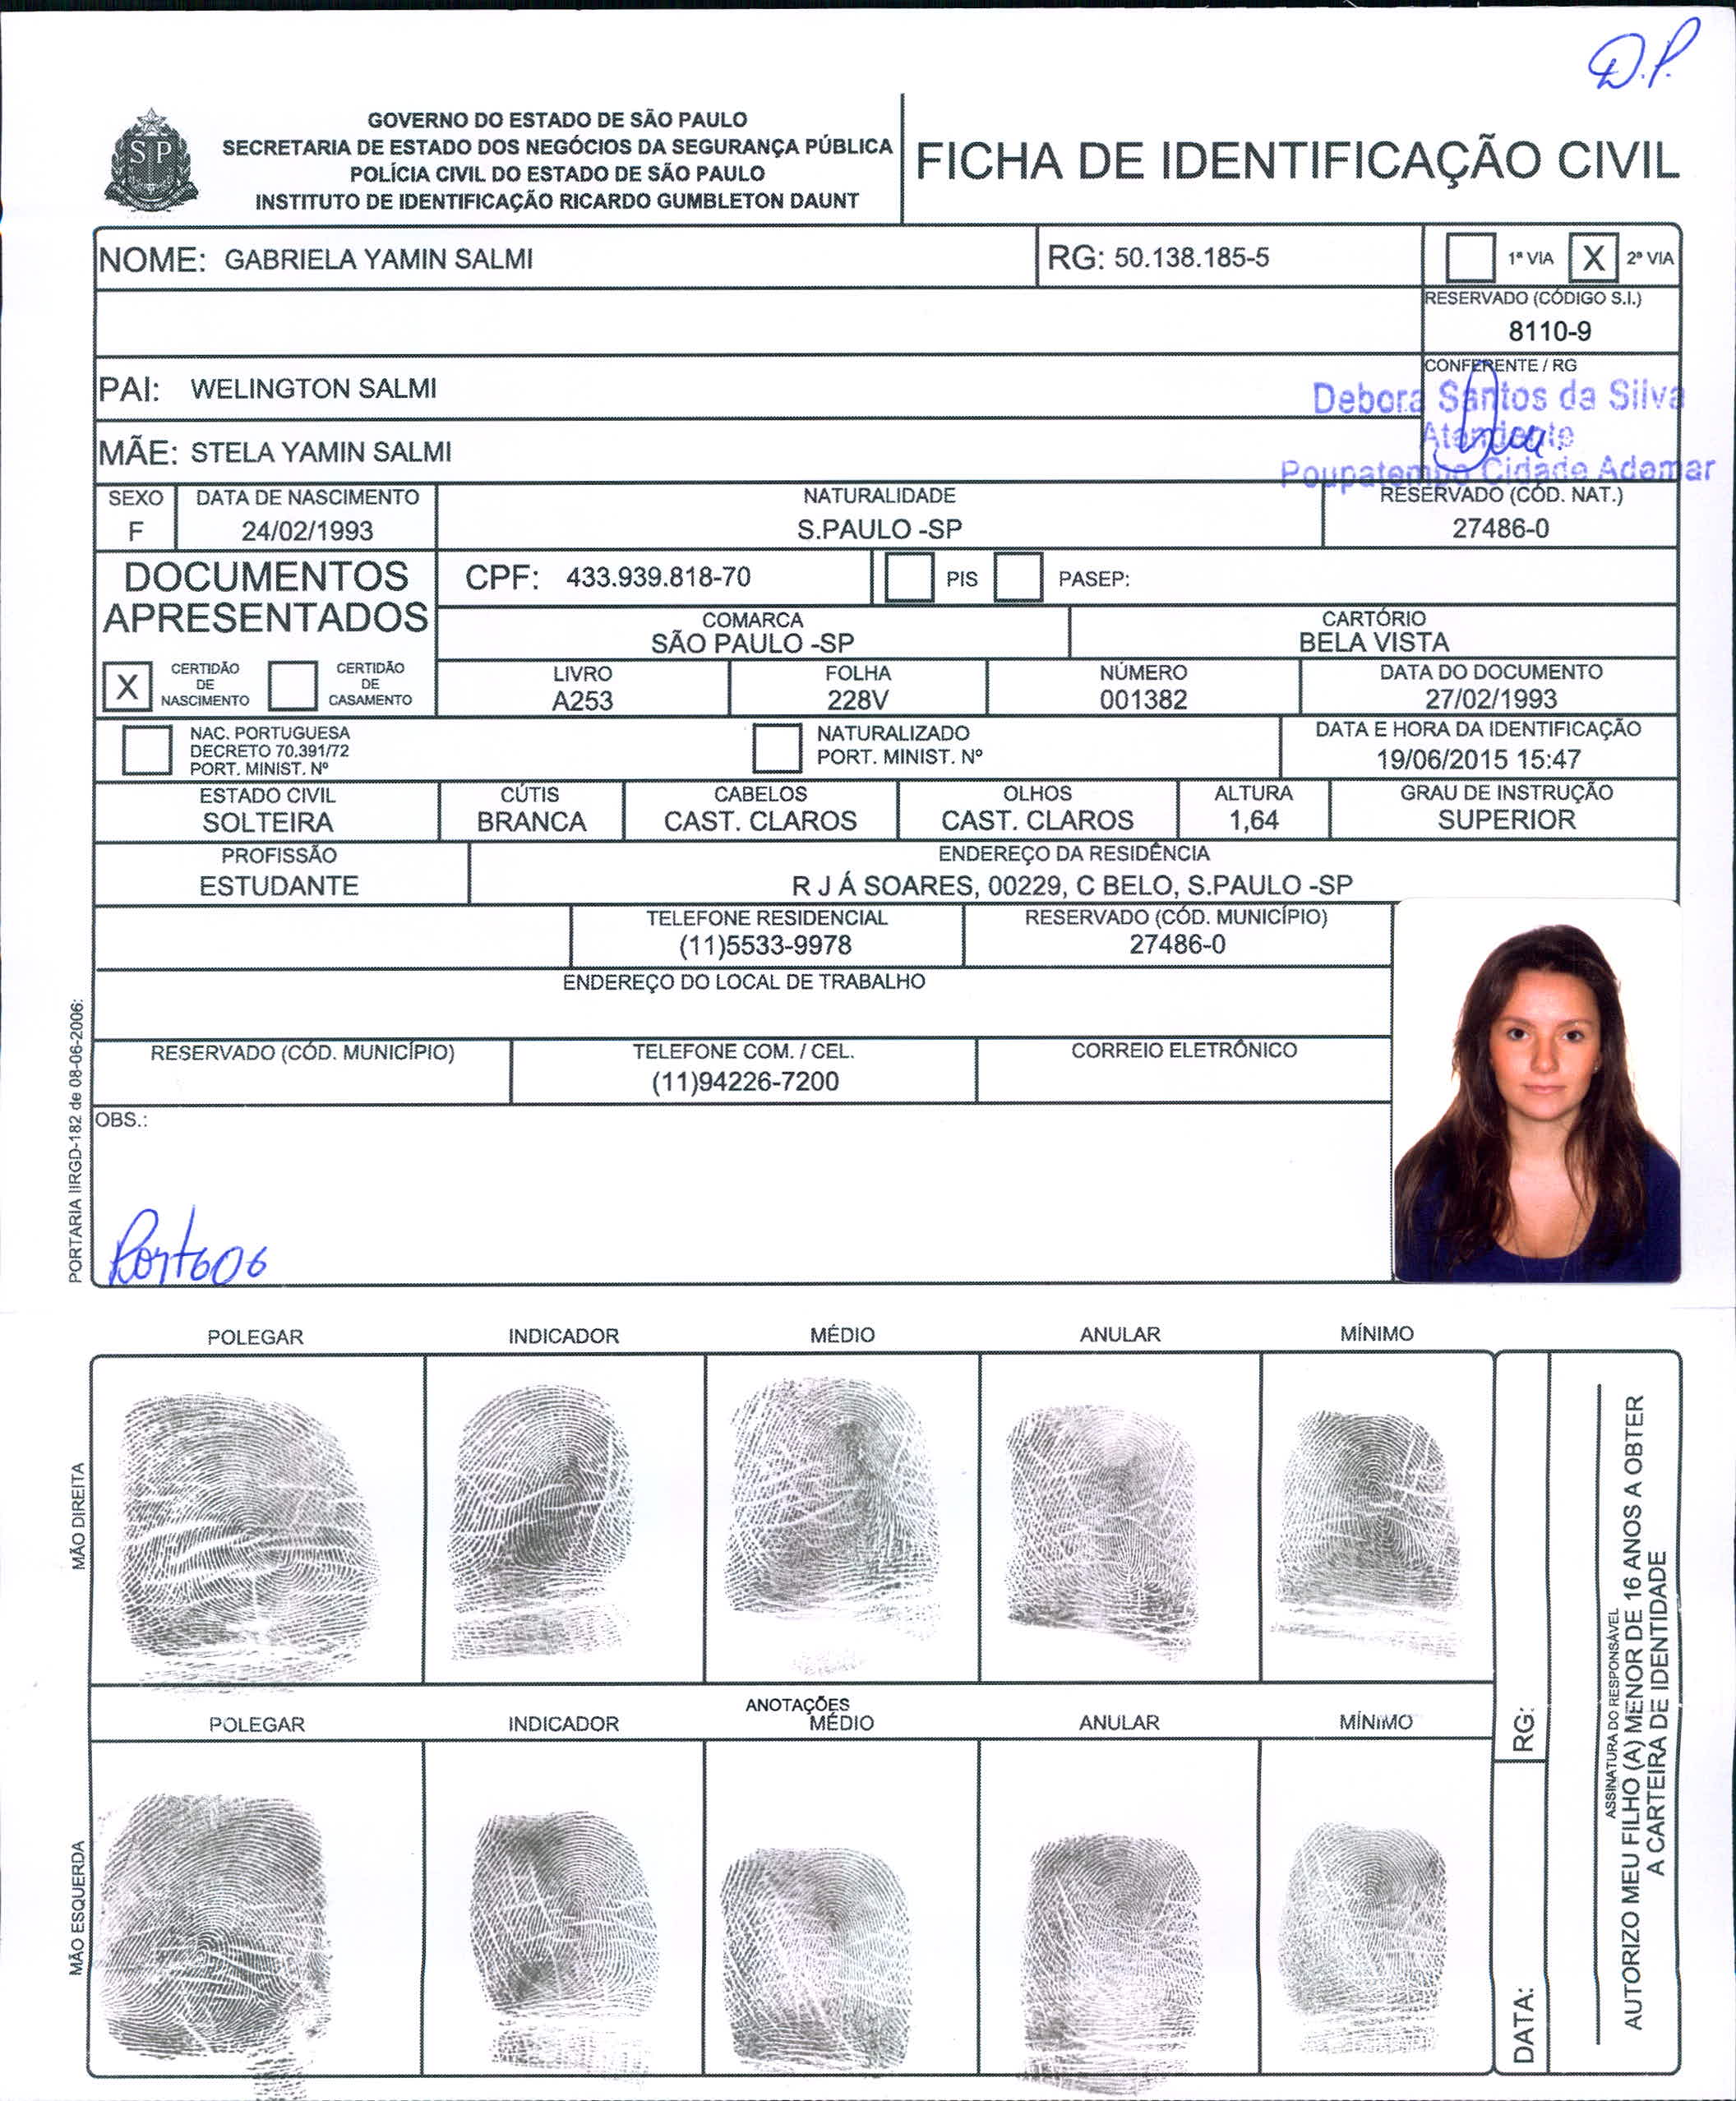 D.P.
GOVERNO DO ESTADO DE SÃO PAULO
SECRETARIA DE ESTADO DOS NEGÓCIOS DA SEGURANÇA PÚBLICA
POLÍCIA CIVIL DO ESTADO DE SÃO PAULO
INSTITUTO DE IDENTIFICAÇÃO RICARDO GUMBLETON DAUNT
SP
FICHA DE IDENTIFICAÇÃO CIVIL
NOME: GABRIELA YAMIN SALMI
RG: 50.138.185-5
1ª VIA X 2ª VIA
RESERVADO (CÓDIGO S.I.)
8110-9
PAI: WELINGTON SALMI
CONFERENTE / RG
Debora Santos da Silva
Atendente
Poupatempo Cidade Ademar
MÃE: STELA YAMIN SALMI
SEXO
F
DATA DE NASCIMENTO
24/02/1993
NATURALIDADE
S.PAULO -SP
RESERVADO (CÓD. NAT.)
27486-0
DOCUMENTOS
APRESENTADOS
CPF: 433.939.818-70
PIS
PASEP:
COMARCA
SÃO PAULO -SP
CARTÓRIO
BELA VISTA
X CERTIDÃO
DE
NASCIMENTO
CERTIDÃO
DE
CASAMENTO
LIVRO
A253
FOLHA
228V
NÚMERO
001382
DATA DO DOCUMENTO
27/02/1993
NAC. PORTUGUESA
DECRETO 70.391/72
PORT. MINIST. Nº
NATURALIZADO
PORT. MINIST. Nº
DATA E HORA DA IDENTIFICAÇÃO
19/06/2015 15:47
ESTADO CIVIL
SOLTEIRA
CÚTIS
BRANCA
CABELOS
CAST. CLAROS
OLHOS
CAST. CLAROS
ALTURA
1,64
GRAU DE INSTRUÇÃO
SUPERIOR
PROFISSÃO
ESTUDANTE
ENDEREÇO DA RESIDÊNCIA
R J Á SOARES, 00229, C BELO, S.PAULO -SP
TELEFONE RESIDENCIAL
(11)5533-9978
RESERVADO (CÓD. MUNICÍPIO)
27486-0
ENDEREÇO DO LOCAL DE TRABALHO
RESERVADO (CÓD. MUNICÍPIO)
TELEFONE COM. / CEL.
(11)94226-7200
CORREIO ELETRÔNICO
OBS.:
PORTARIA IIRGD-182 de 08-06-2006:
POLEGAR INDICADOR MÉDIO ANULAR MÍNIMO
MÃO DIREITA
ANOTAÇÕES
POLEGAR INDICADOR MÉDIO ANULAR MÍNIMO
MÃO ESQUERDA
RG:
DATA:
ASSINATURA DO RESPONSÁVEL
AUTORIZO MEU FILHO (A) MENOR DE 16 ANOS A OBTER
A CARTEIRA DE IDENTIDADE